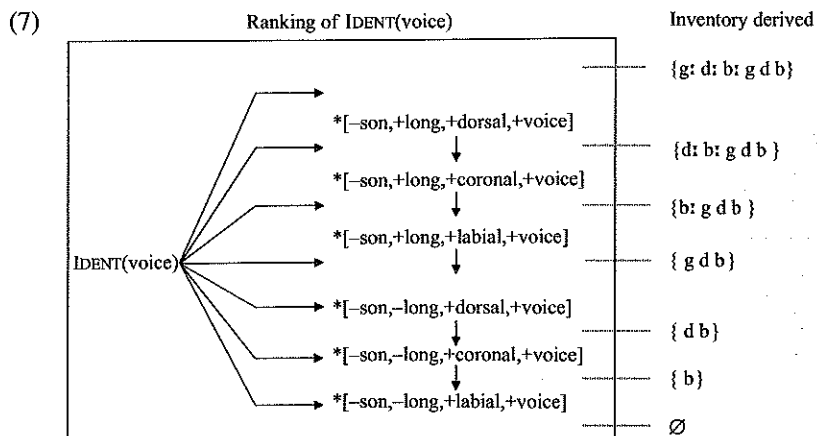 (7) Ranking of IDENT(voice) Inventory derived
{gː dː bː g d b}
*[–son,+long,+dorsal,+voice]
{dː bː g d b }
*[–son,+long,+coronal,+voice]
{bː g d b }
*[–son,+long,+labial,+voice]
IDENT(voice) { g d b}
*[–son,–long,+dorsal,+voice]
{ d b}
*[–son,–long,+coronal,+voice]
{ b}
*[–son,–long,+labial,+voice]
∅